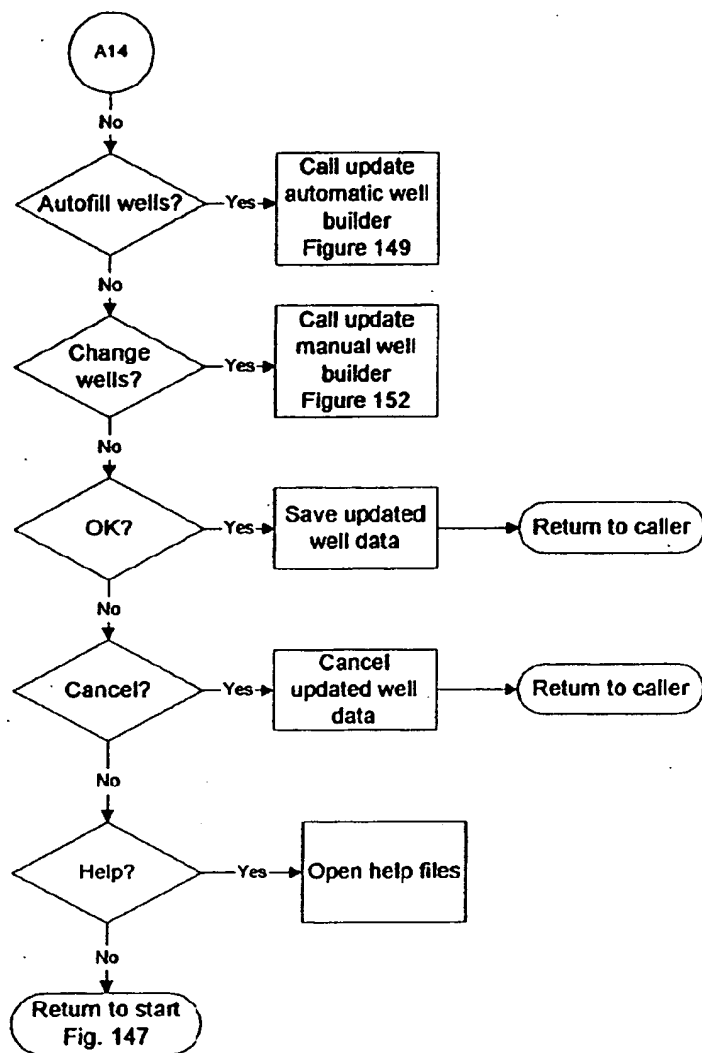 A14
No
Autofill wells?
Yes
Call update
automatic well
builder
Figure 149
No
Change
wells?
Yes
Call update
manual well
builder
Figure 152
No
OK?
Yes
Save updated
well data
Return to caller
No
Cancel?
Yes
Cancel
updated well
data
Return to caller
No
Help?
Yes
Open help files
No
Return to start
Fig. 147